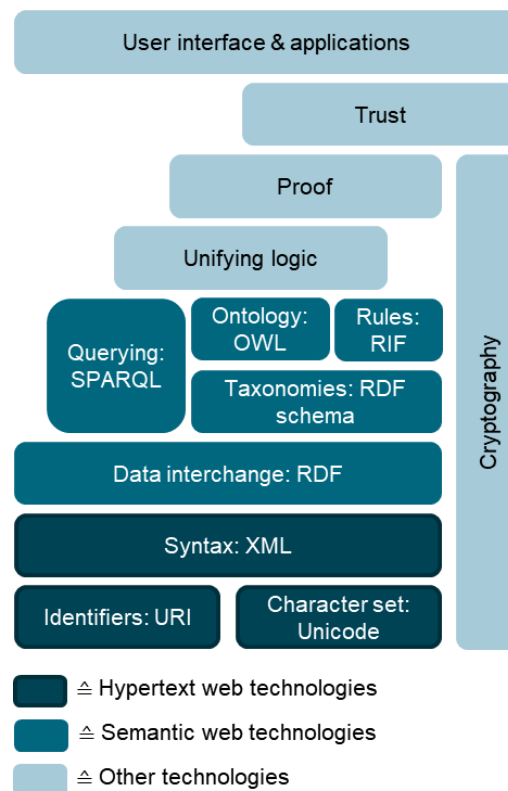 User interface & applications
Trust
Proof
Unifying logic
Querying:
SPARQL
Ontology:
OWL
Rules:
RIF
Taxonomies: RDF
schema
Data interchange: RDF
Syntax: XML
Identifiers: URI
Character set:
Unicode
Cryptography
≙ Hypertext web technologies
≙ Semantic web technologies
≙ Other technologies